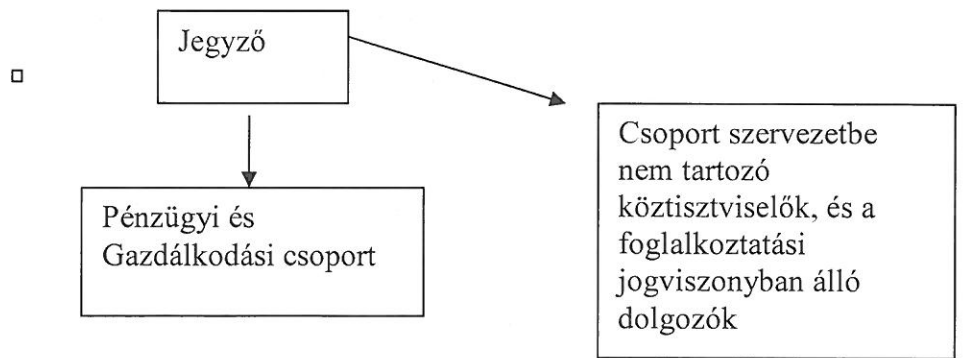 Jegyző
Pénzügyi és
Gazdálkodási csoport
Csoport szervezetbe
nem tartozó
köztisztviselők, és a
foglalkoztatási
jogviszonyban álló
dolgozók